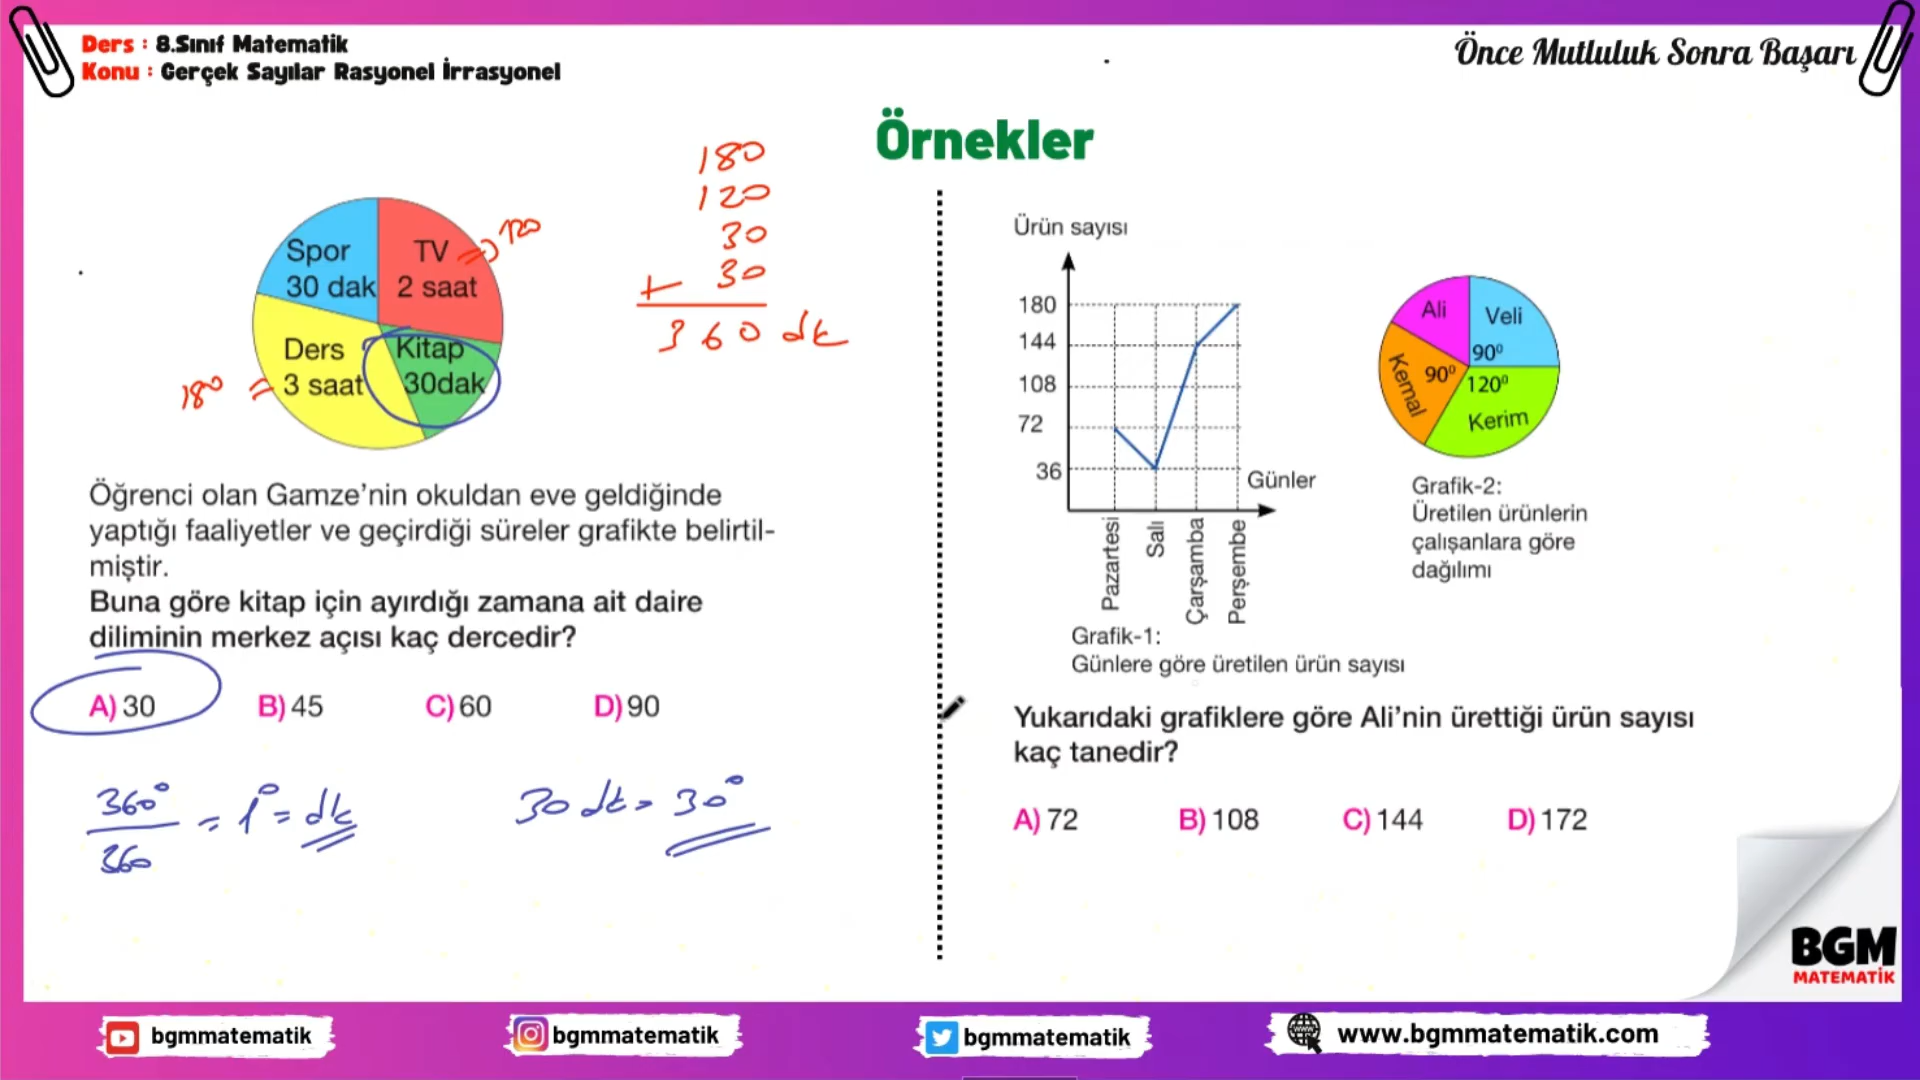 Ders : 8.Sınıf Matematik
Konu : Gerçek Sayılar Rasyonel İrrasyonel
Önce Mutluluk Sonra Başarı
Örnekler
Spor
30 dak
TV
2 saat
Ders
3 saat
Kitap
30dak
=> 120
180 =
180
120
30
+ 30
360 dk
Öğrenci olan Gamze'nin okuldan eve geldiğinde
yaptığı faaliyetler ve geçirdiği süreler grafikte belirtil-
miştir.
Buna göre kitap için ayırdığı zamana ait daire
diliminin merkez açısı kaç dercedir?
A) 30 B) 45 C) 60 D) 90
360° / 360 = 1° = dk
30 dk = 30°
Ürün sayısı
180
144
108
72
36
Günler
Pazartesi
Salı
Çarşamba
Perşembe
Grafik-1:
Günlere göre üretilen ürün sayısı
Ali
Veli
90⁰
Kemal
90⁰
120⁰
Kerim
Grafik-2:
Üretilen ürünlerin
çalışanlara göre
dağılımı
Yukarıdaki grafiklere göre Ali'nin ürettiği ürün sayısı
kaç tanedir?
A) 72 B) 108 C) 144 D) 172
BGM
MATEMATİK
bgmmatematik
bgmmatematik
bgmmatematik
www
www.bgmmatematik.com